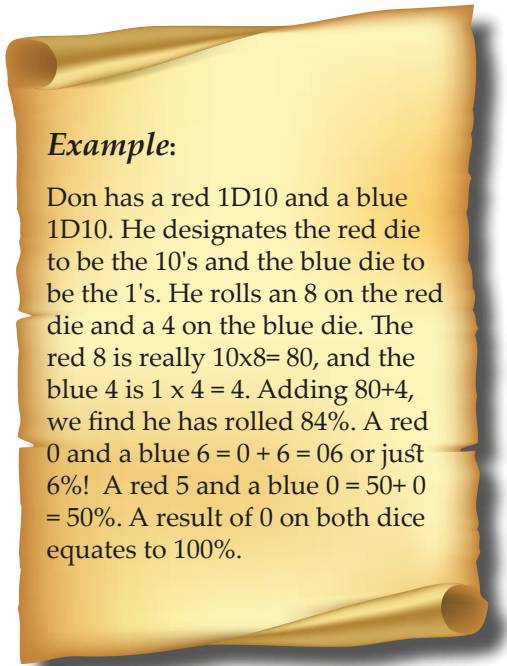 Example:
Don has a red 1D10 and a blue
1D10. He designates the red die
to be the 10's and the blue die to
be the 1's. He rolls an 8 on the red
die and a 4 on the blue die. The
red 8 is really 10x8= 80, and the
blue 4 is 1 x 4 = 4. Adding 80+4,
we find he has rolled 84%. A red
0 and a blue 6 = 0 + 6 = 06 or just
6%!  A red 5 and a blue 0 = 50+ 0
= 50%. A result of 0 on both dice
equates to 100%.